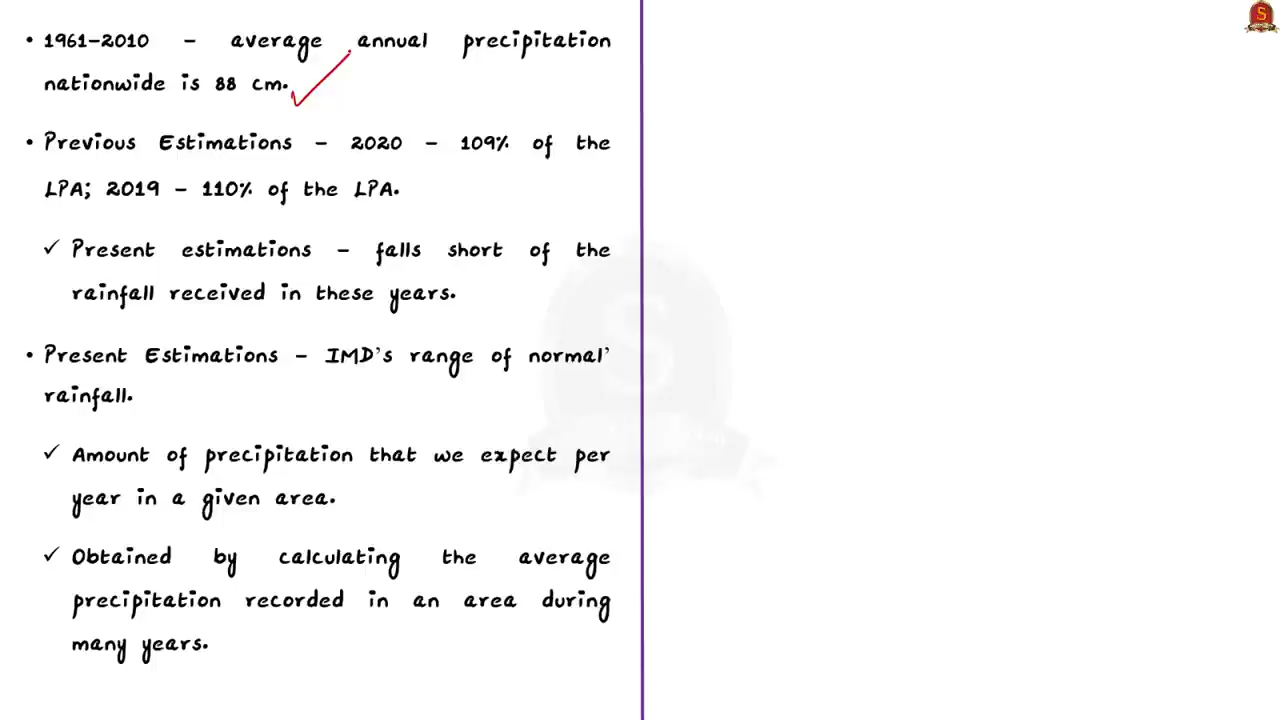 • 1961-2010 - average annual precipitation
nationwide is 88 cm.
• Previous Estimations - 2020 - 109% of the
LPA; 2019 - 110% of the LPA.
✓ Present estimations - falls short of the
rainfall received in these years.
• Present Estimations - IMD's range of normal'
rainfall.
✓ Amount of precipitation that we expect per
year in a given area.
✓ Obtained by calculating the average
precipitation recorded in an area during
many years.
S